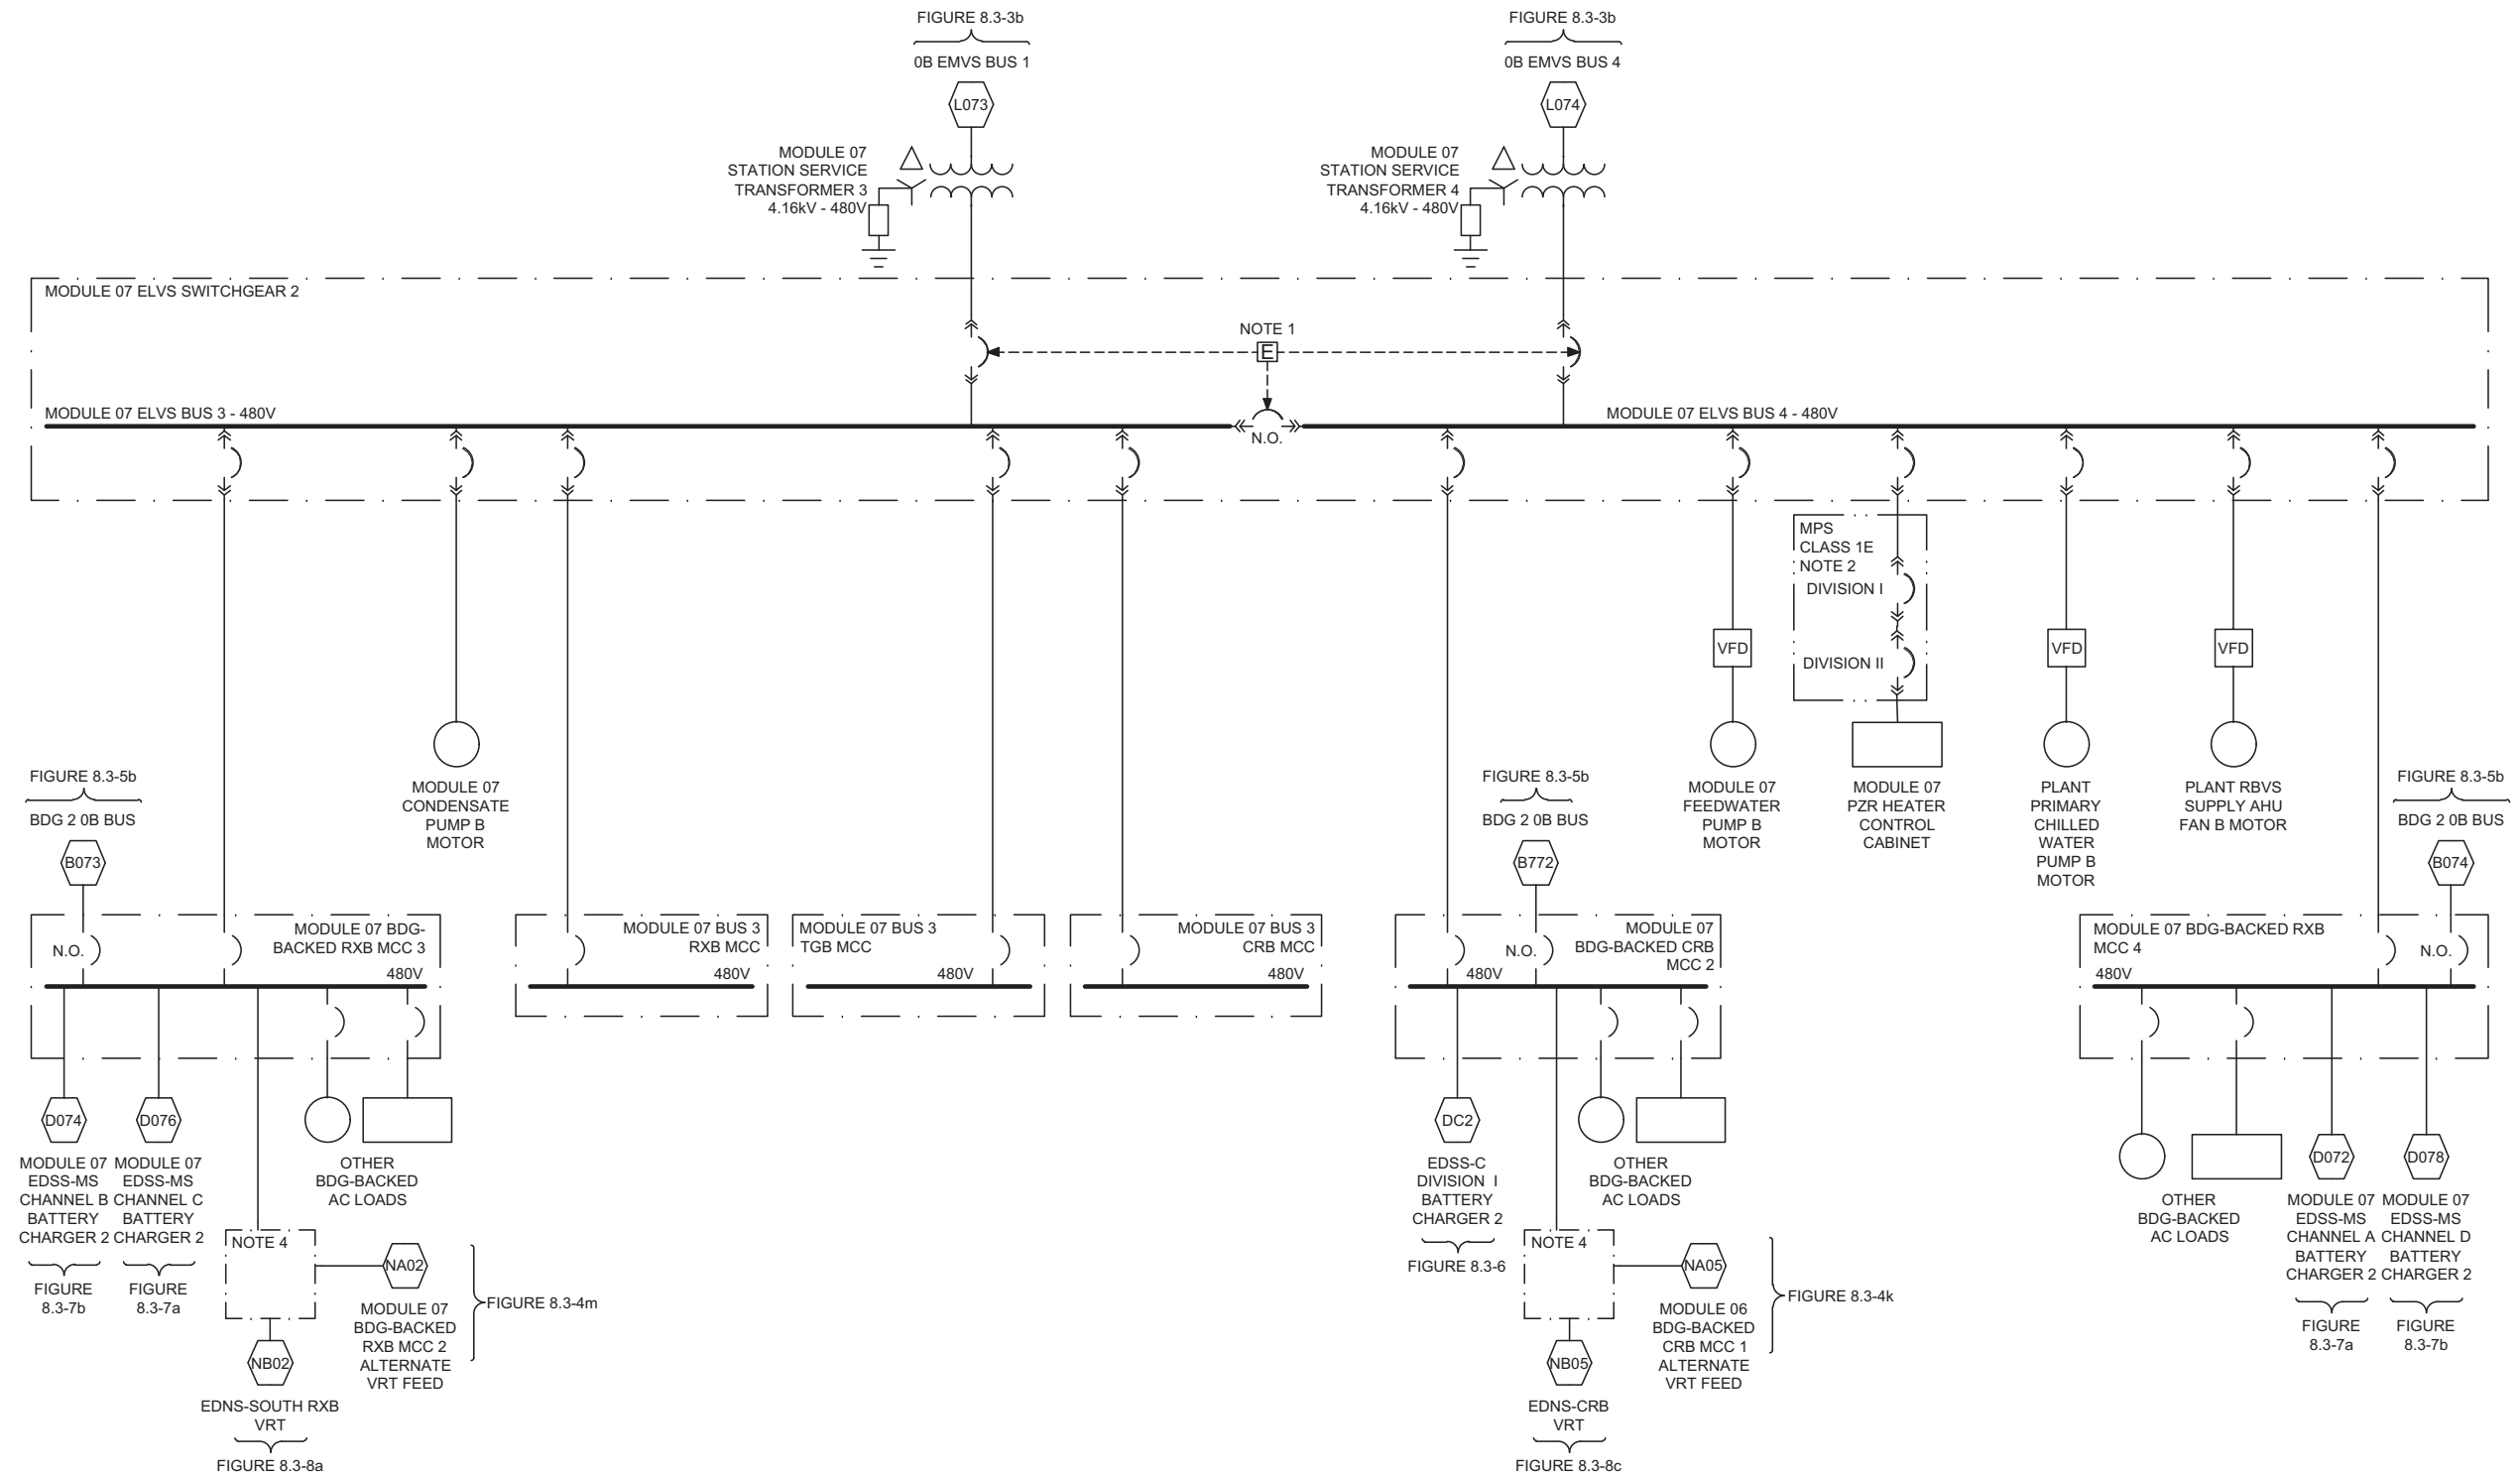 FIGURE 8.3-3b
0B EMVS BUS 1
L073
MODULE 07
STATION SERVICE
TRANSFORMER 3
4.16kV - 480V
FIGURE 8.3-3b
0B EMVS BUS 4
L074
MODULE 07
STATION SERVICE
TRANSFORMER 4
4.16kV - 480V
MODULE 07 ELVS SWITCHGEAR 2
NOTE 1
E
N.O.
MODULE 07 ELVS BUS 3 - 480V
MODULE 07 ELVS BUS 4 - 480V
MPS
CLASS 1E
NOTE 2
DIVISION I
DIVISION II
VFD
VFD
VFD
MODULE 07
CONDENSATE
PUMP B
MOTOR
MODULE 07
FEEDWATER
PUMP B
MOTOR
MODULE 07
PZR HEATER
CONTROL
CABINET
PLANT
PRIMARY
CHILLED
WATER
PUMP B
MOTOR
PLANT RBVS
SUPPLY AHU
FAN B MOTOR
FIGURE 8.3-5b
BDG 2 0B BUS
B073
FIGURE 8.3-5b
BDG 2 0B BUS
B772
FIGURE 8.3-5b
BDG 2 0B BUS
B074
N.O.
MODULE 07 BDG-
BACKED RXB MCC 3
480V
MODULE 07 BUS 3
RXB MCC
480V
MODULE 07 BUS 3
TGB MCC
480V
MODULE 07 BUS 3
CRB MCC
480V
N.O.
MODULE 07
BDG-BACKED CRB
MCC 2
480V
MODULE 07 BDG-BACKED RXB
MCC 4
N.O.
480V
D074
MODULE 07
EDSS-MS
CHANNEL B
BATTERY
CHARGER 2
FIGURE
8.3-7b
D076
MODULE 07
EDSS-MS
CHANNEL C
BATTERY
CHARGER 2
FIGURE
8.3-7a
OTHER
BDG-BACKED
AC LOADS
NOTE 4
NA02
MODULE 07
BDG-BACKED
RXB MCC 2
ALTERNATE
VRT FEED
FIGURE 8.3-4m
NB02
EDNS-SOUTH RXB
VRT
FIGURE 8.3-8a
DC2
EDSS-C
DIVISION I
BATTERY
CHARGER 2
FIGURE 8.3-6
OTHER
BDG-BACKED
AC LOADS
NOTE 4
NA05
MODULE 06
BDG-BACKED
CRB MCC 1
ALTERNATE
VRT FEED
FIGURE 8.3-4k
NB05
EDNS-CRB
VRT
FIGURE 8.3-8c
OTHER
BDG-BACKED
AC LOADS
D072
MODULE 07
EDSS-MS
CHANNEL A
BATTERY
CHARGER 2
FIGURE
8.3-7a
D078
MODULE 07
EDSS-MS
CHANNEL D
BATTERY
CHARGER 2
FIGURE
8.3-7b